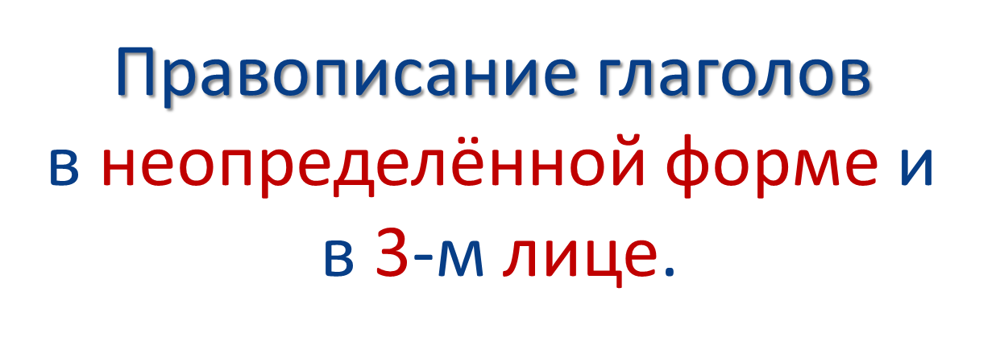 Правописание глаголов
в неопределённой форме и
в 3-м лице.